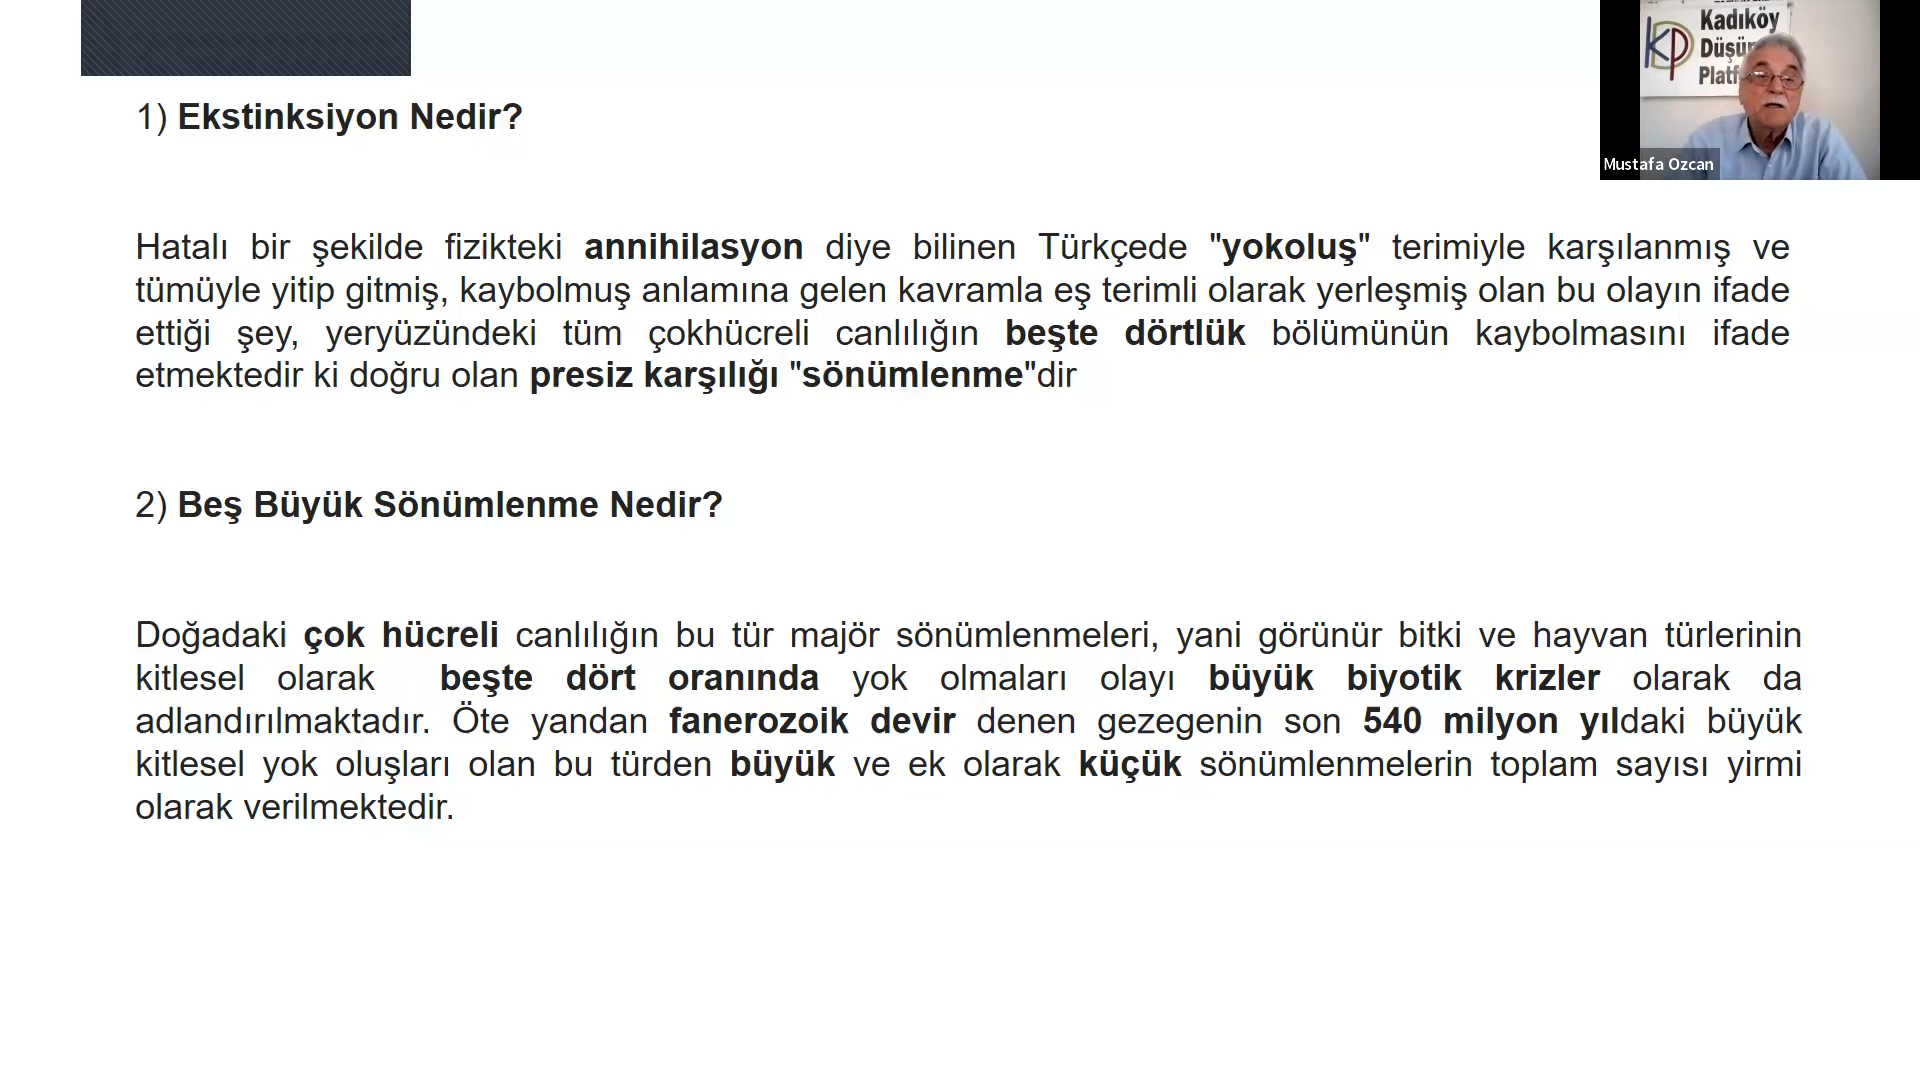 1) Ekstinksiyon Nedir?
Hatalı bir şekilde fizikteki annihilasyon diye bilinen Türkçede "yokoluş" terimiyle karşılanmış ve
tümüyle yitip gitmiş, kaybolmuş anlamına gelen kavramla eş terimli olarak yerleşmiş olan bu olayın ifade
ettiği şey, yeryüzündeki tüm çokhücreli canlılığın beşte dörtlük bölümünün kaybolmasını ifade
etmektedir ki doğru olan presiz karşılığı "sönümlenme"dir
2) Beş Büyük Sönümlenme Nedir?
Doğadaki çok hücreli canlılığın bu tür majör sönümlenmeleri, yani görünür bitki ve hayvan türlerinin
kitlesel olarak beşte dört oranında yok olmaları olayı büyük biyotik krizler olarak da
adlandırılmaktadır. Öte yandan fanerozoik devir denen gezegenin son 540 milyon yıldaki büyük
kitlesel yok oluşları olan bu türden büyük ve ek olarak küçük sönümlenmelerin toplam sayısı yirmi
olarak verilmektedir.
KDP
Kadıköy
Düşün
Platf
Mustafa Ozcan